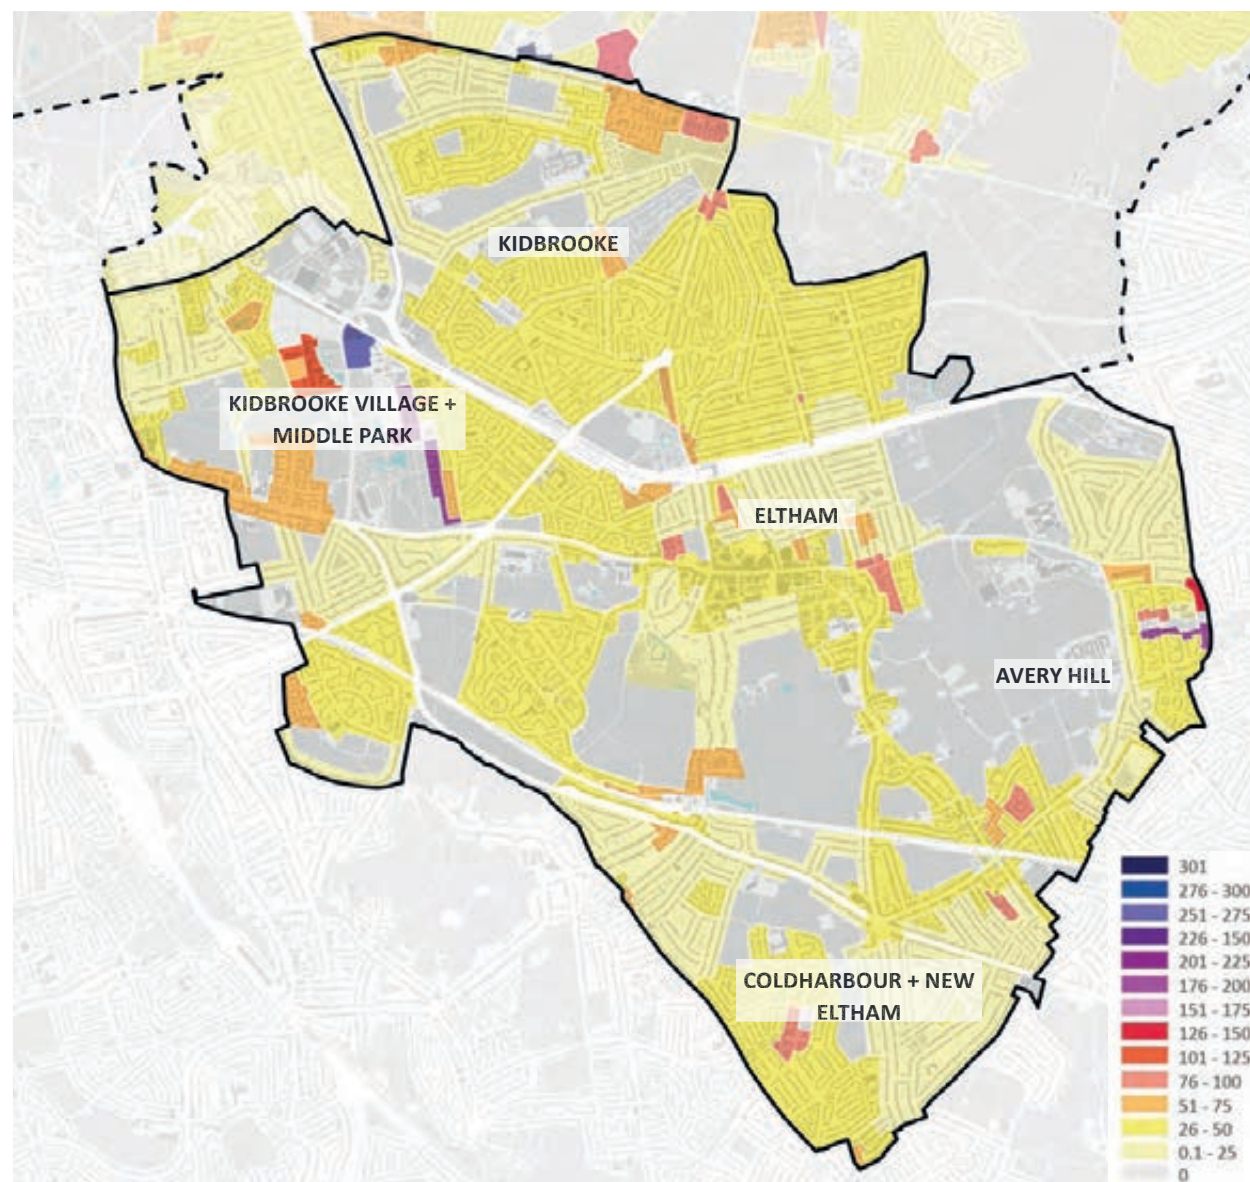 KIDBROOKE
KIDBROOKE VILLAGE +
MIDDLE PARK
ELTHAM
AVERY HILL
COLDHARBOUR + NEW
ELTHAM
301
276 - 300
251 - 275
226 - 150
201 - 225
176 - 200
151 - 175
126 - 150
101 - 125
76 - 100
51 - 75
26 - 50
0.1 - 25
0